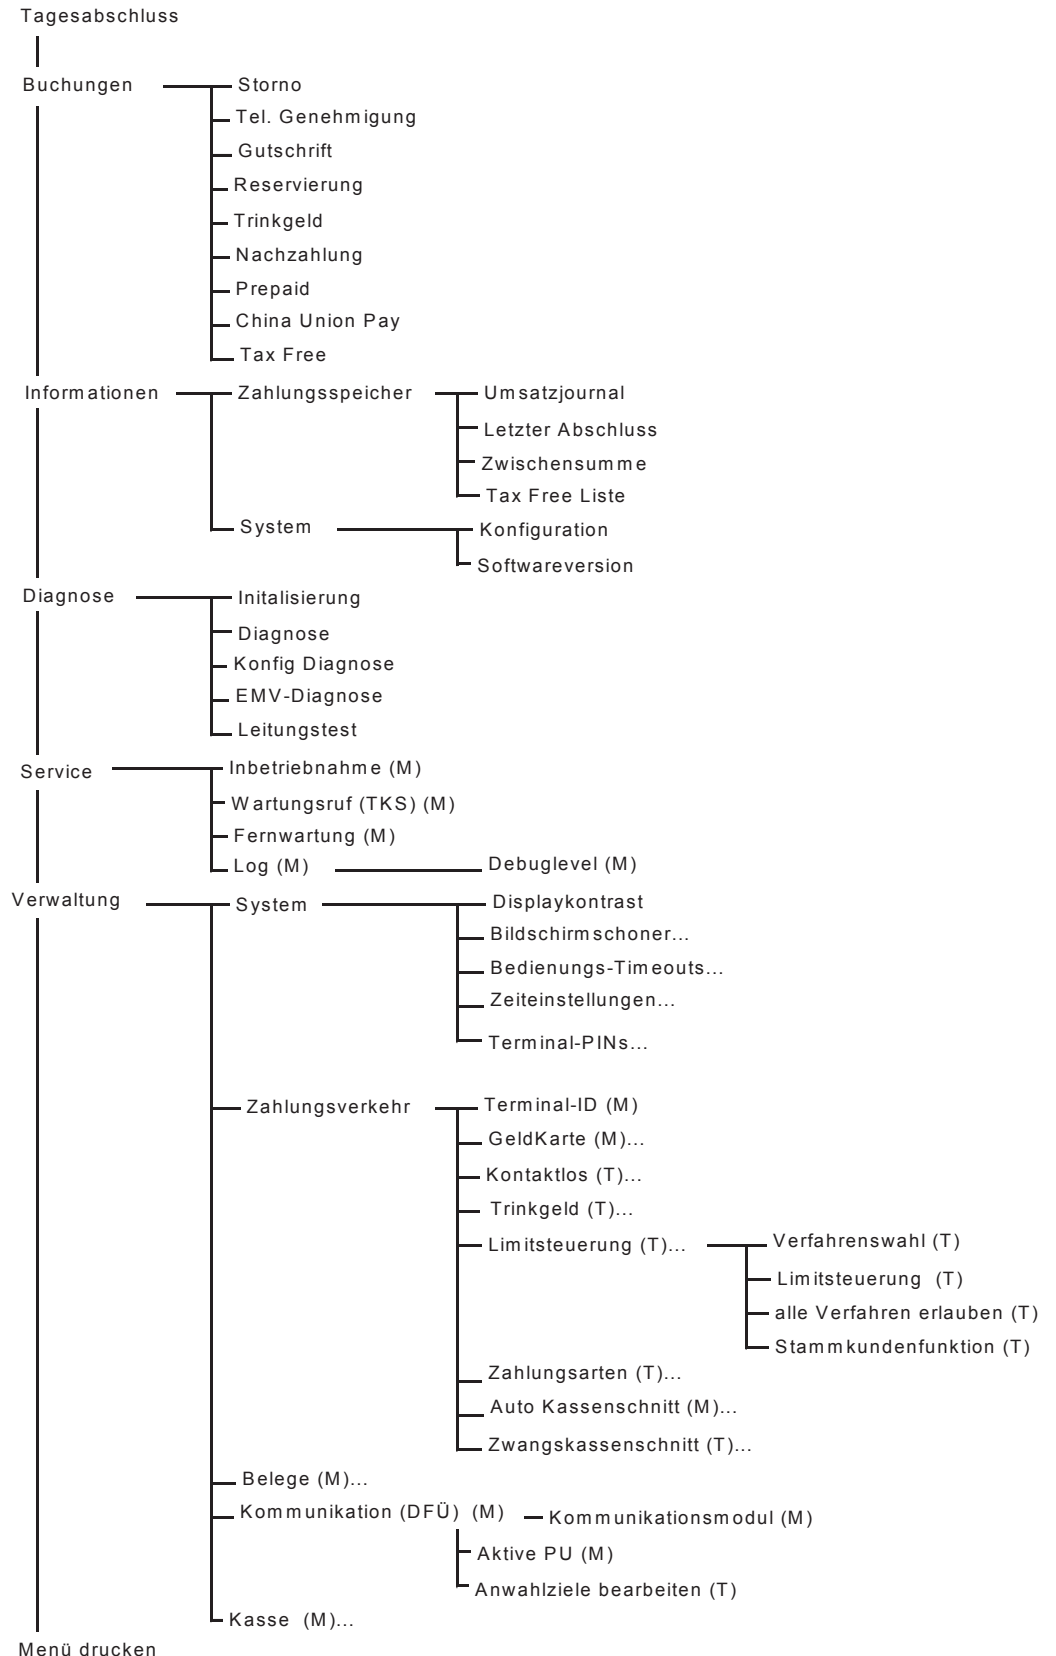 Tagesabschluss
Buchungen
Storno
Tel. Genehmigung
Gutschrift
Reservierung
Trinkgeld
Nachzahlung
Prepaid
China Union Pay
Tax Free
Informationen
Zahlungsspeicher
Umsatzjournal
Letzter Abschluss
Zwischensumme
Tax Free Liste
System
Konfiguration
Softwareversion
Diagnose
Initalisierung
Diagnose
Konfig Diagnose
EMV-Diagnose
Leitungstest
Service
Inbetriebnahme (M)
Wartungsruf (TKS) (M)
Fernwartung (M)
Log (M)
Debuglevel (M)
Verwaltung
System
Displaykontrast
Bildschirmschoner...
Bedienungs-Timeouts...
Zeiteinstellungen...
Terminal-PINs...
Zahlungsverkehr
Terminal-ID (M)
GeldKarte (M)...
Kontaktlos (T)...
Trinkgeld (T)...
Limitsteuerung (T)...
Verfahrenswahl (T)
Limitsteuerung (T)
alle Verfahren erlauben (T)
Stammkundenfunktion (T)
Zahlungsarten (T)...
Auto Kassenschnitt (M)...
Zwangskassenschnitt (T)...
Belege (M)...
Kommunikation (DFÜ) (M)
Kommunikationsmodul (M)
Aktive PU (M)
Anwahlziele bearbeiten (T)
Kasse (M)...
Menü drucken